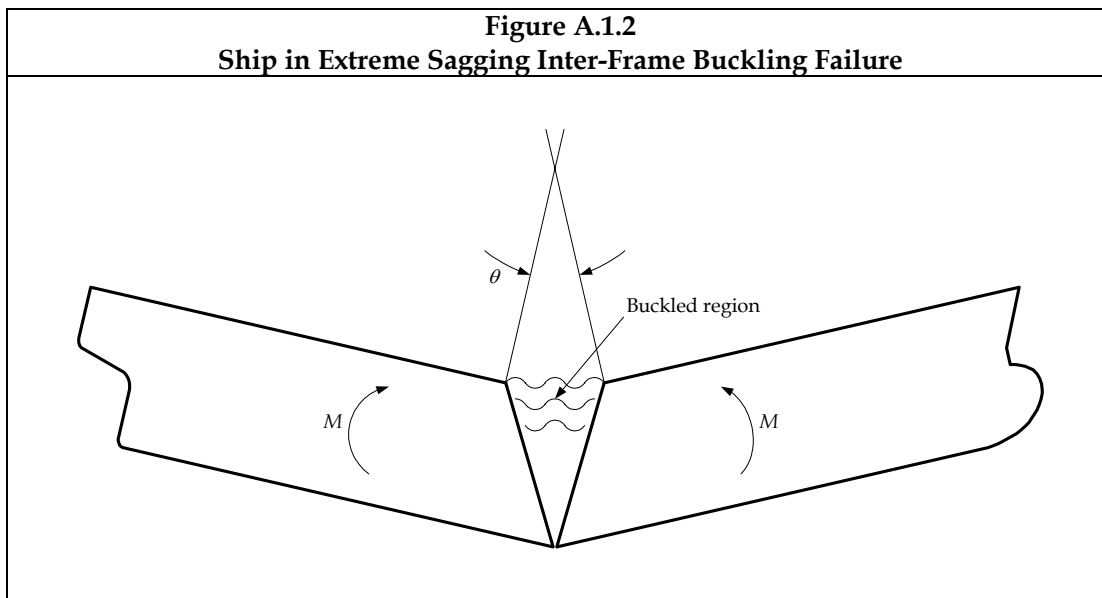 Figure A.1.2
Ship in Extreme Sagging Inter-Frame Buckling Failure
θ
Buckled region
M
M